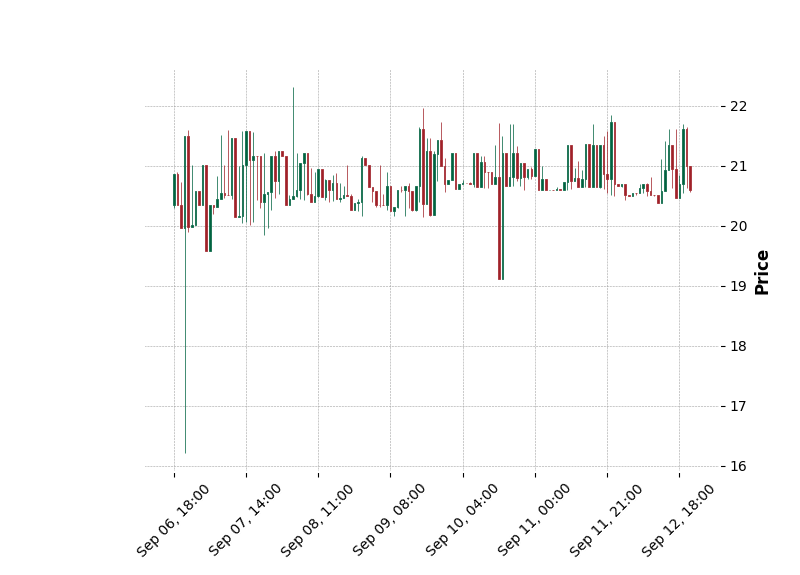 22
21
20
19
18
17
16
Price
Sep 06, 18:00
Sep 07, 14:00
Sep 08, 11:00
Sep 09, 08:00
Sep 10, 04:00
Sep 11, 00:00
Sep 11, 21:00
Sep 12, 18:00